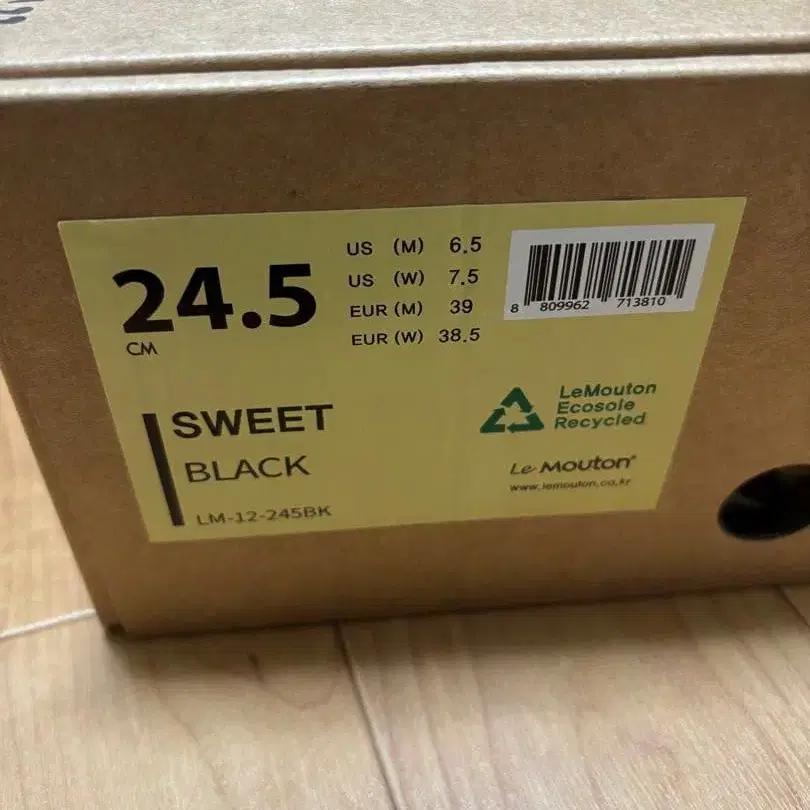 24.5
CM
US (M) 6.5
US (W) 7.5
EUR (M) 39
EUR (W) 38.5
8 809962 713810
SWEET
BLACK
LM-12-245BK
LeMouton
Ecosole
Recycled
Le Mouton®
www.lemouton.co.kr